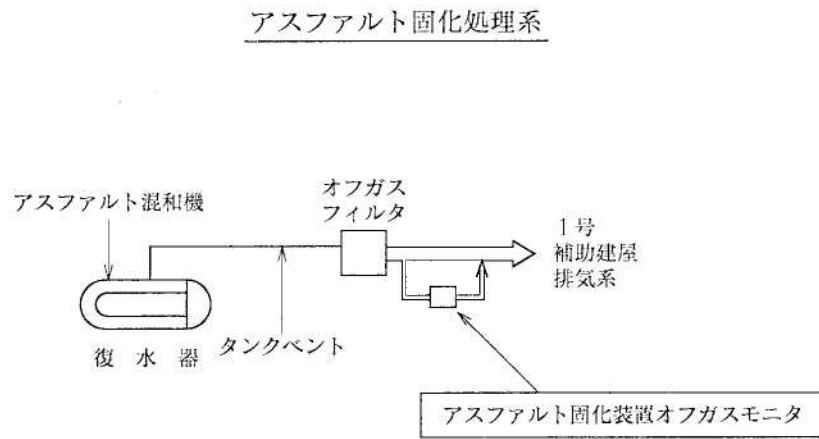 アスファルト固化処理系
アスファルト混和機
オフガス
フィルタ
1号
補助建屋
排気系
復水器
タンクベント
アスファルト固化装置オフガスモニタ